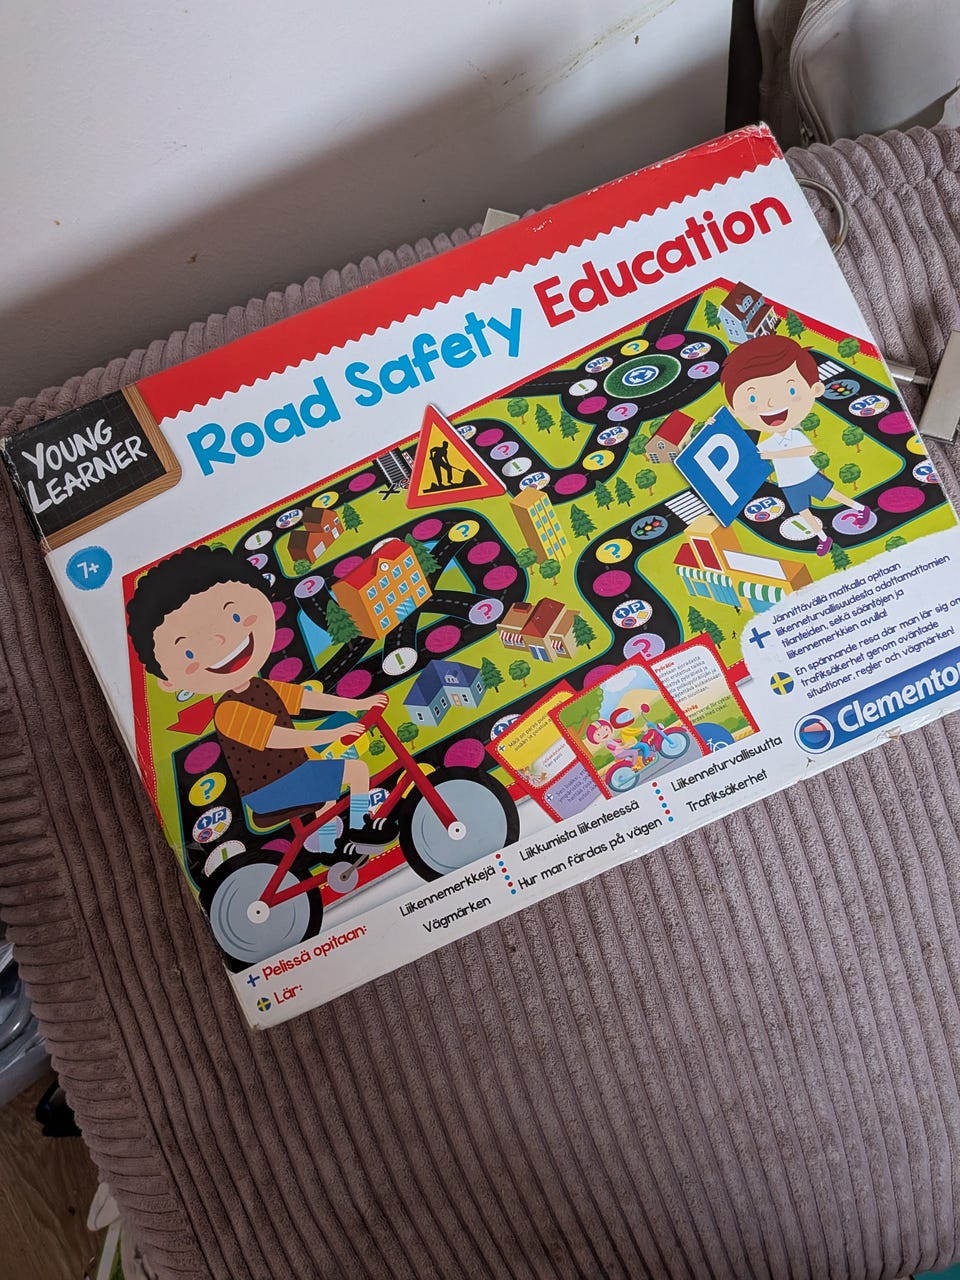 YOUNG
LEARNER
Road Safety Education
7+
P
Jännittävällä matkalla opitaan
liikenneturvallisuudesta odottamattomien
tilanteiden, sekä sääntöjen ja
liikennemerkkien avulla!
En spännande resa där man lär sig om
trafiksäkerhet genom oväntade
situationer, regler och vägmärken!
Clemento
Pelissä opitaan:
Liikennemerkkejä
Liikkumista liikenteessä
Liikenneturvallisuutta
Lär:
Vägmärken
Hur man färdas på vägen
Trafiksäkerhet